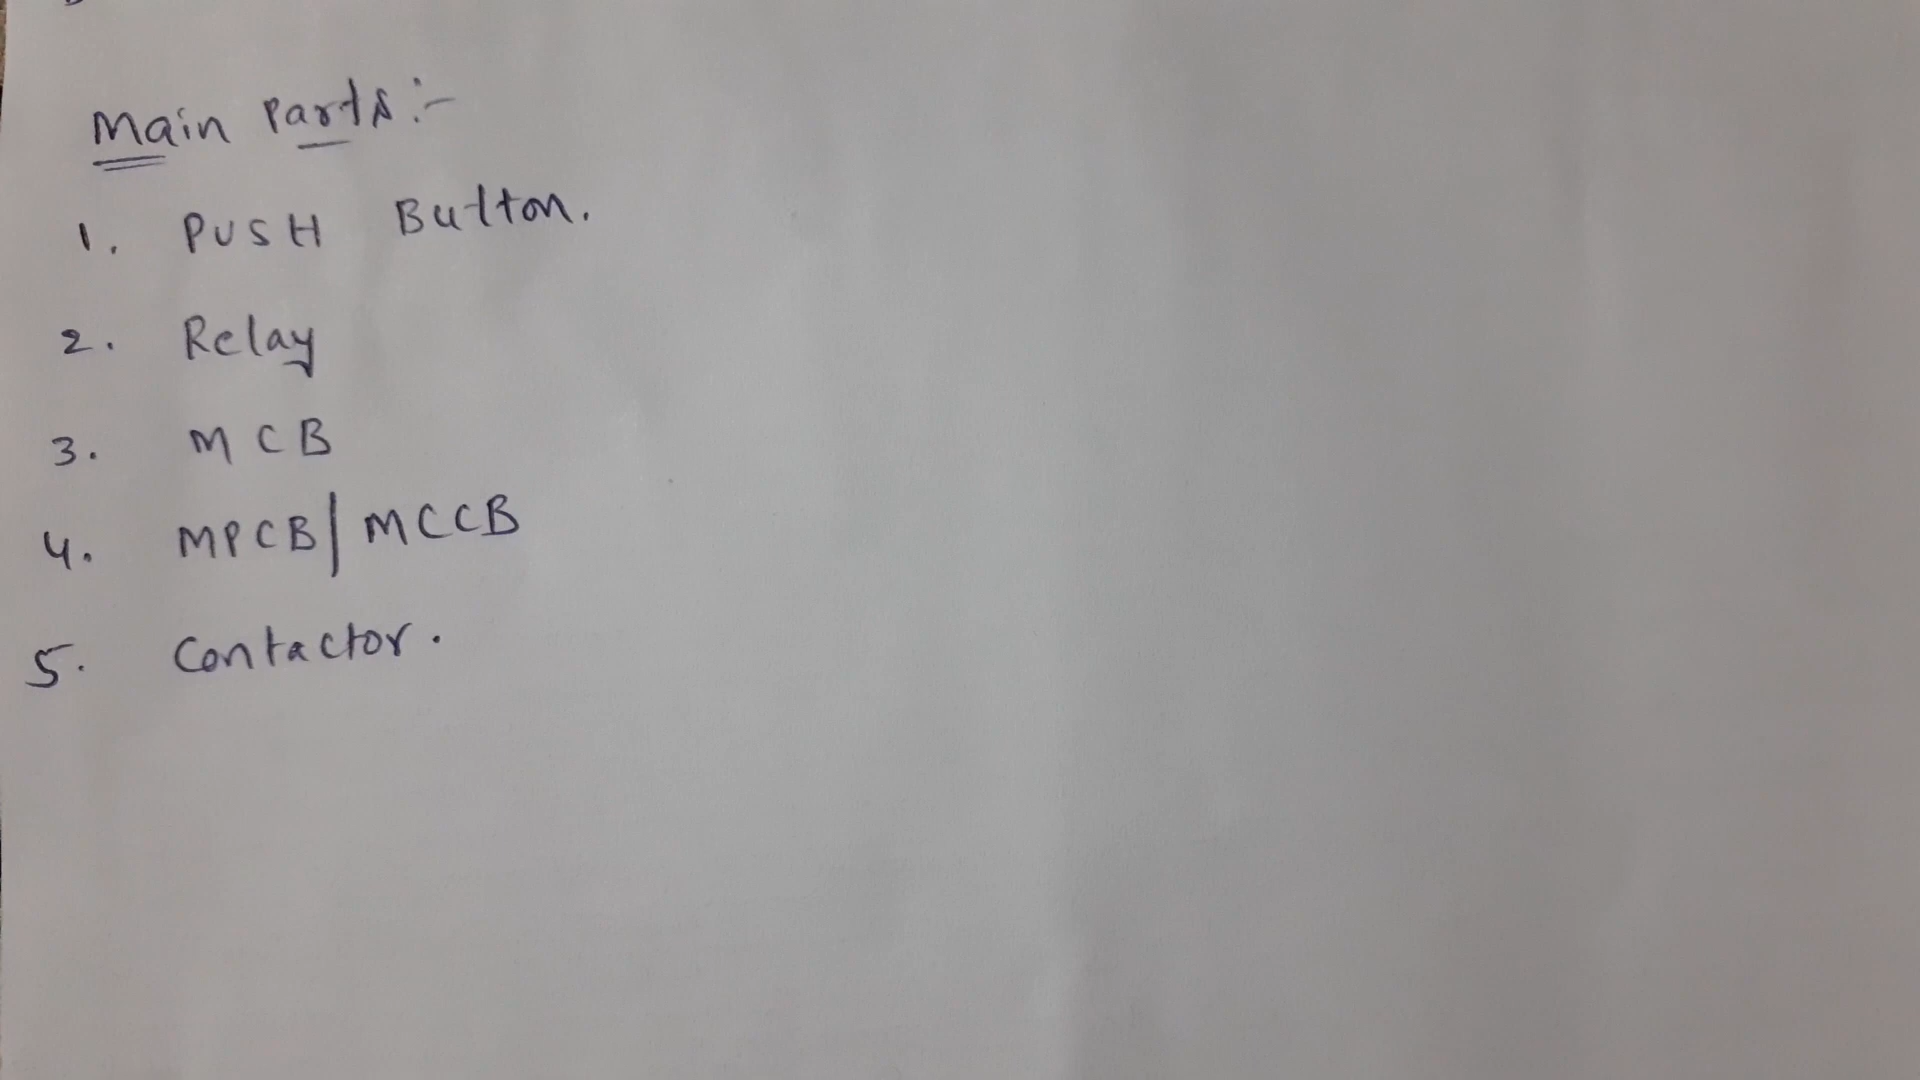 Main Parts:-
1. PUSH Button.
2. Relay
3. MCB
4. MPCB/MCCB
5. Contactor.